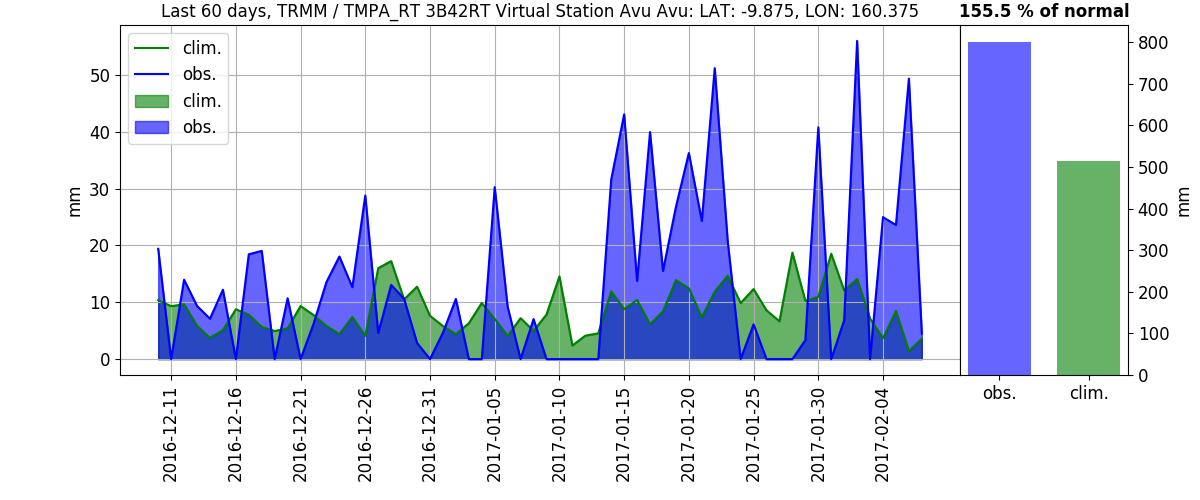 Last 60 days, TRMM / TMPA_RT 3B42RT Virtual Station Avu Avu: LAT: -9.875, LON: 160.375
155.5 % of normal
clim.
obs.
clim.
obs.
mm
50
40
30
20
10
0
2016-12-11
2016-12-16
2016-12-21
2016-12-26
2016-12-31
2017-01-05
2017-01-10
2017-01-15
2017-01-20
2017-01-25
2017-01-30
2017-02-04
800
700
600
500
400
300
200
100
0
mm
obs.
clim.